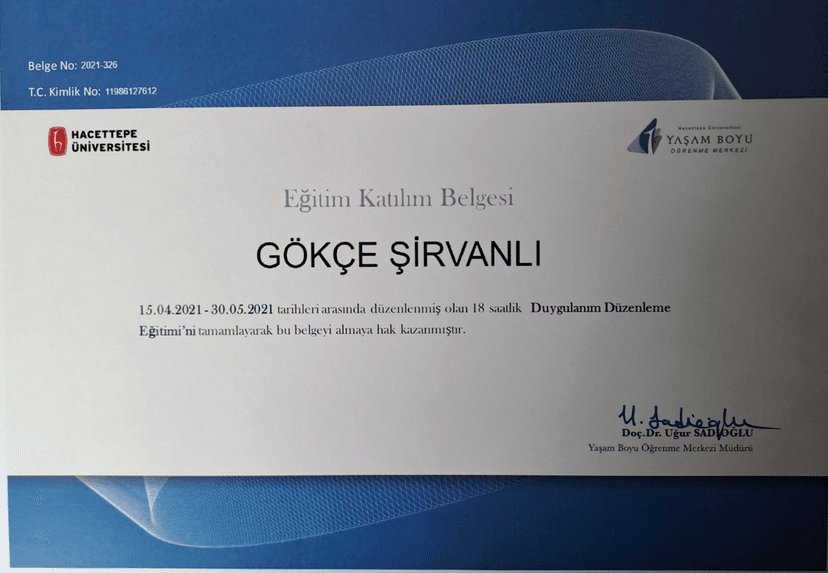 Belge No: 2021-326
T.C. Kimlik No: 11986127612
HACETTEPE
ÜNİVERSİTESİ
Hacettepe Üniversitesi
YAŞAM BOYU
ÖĞRENME MERKEZİ
Eğitim Katılım Belgesi
GÖKÇE ŞİRVANLI
15.04.2021 - 30.05.2021 tarihleri arasında düzenlenmiş olan 18 saatlik Duygulanım Düzenleme
Eğitimi'ni tamamlayarak bu belgeyi almaya hak kazanmıştır.
U. Sadioğlu
Doç.Dr. Uğur SADİOĞLU
Yaşam Boyu Öğrenme Merkezi Müdürü